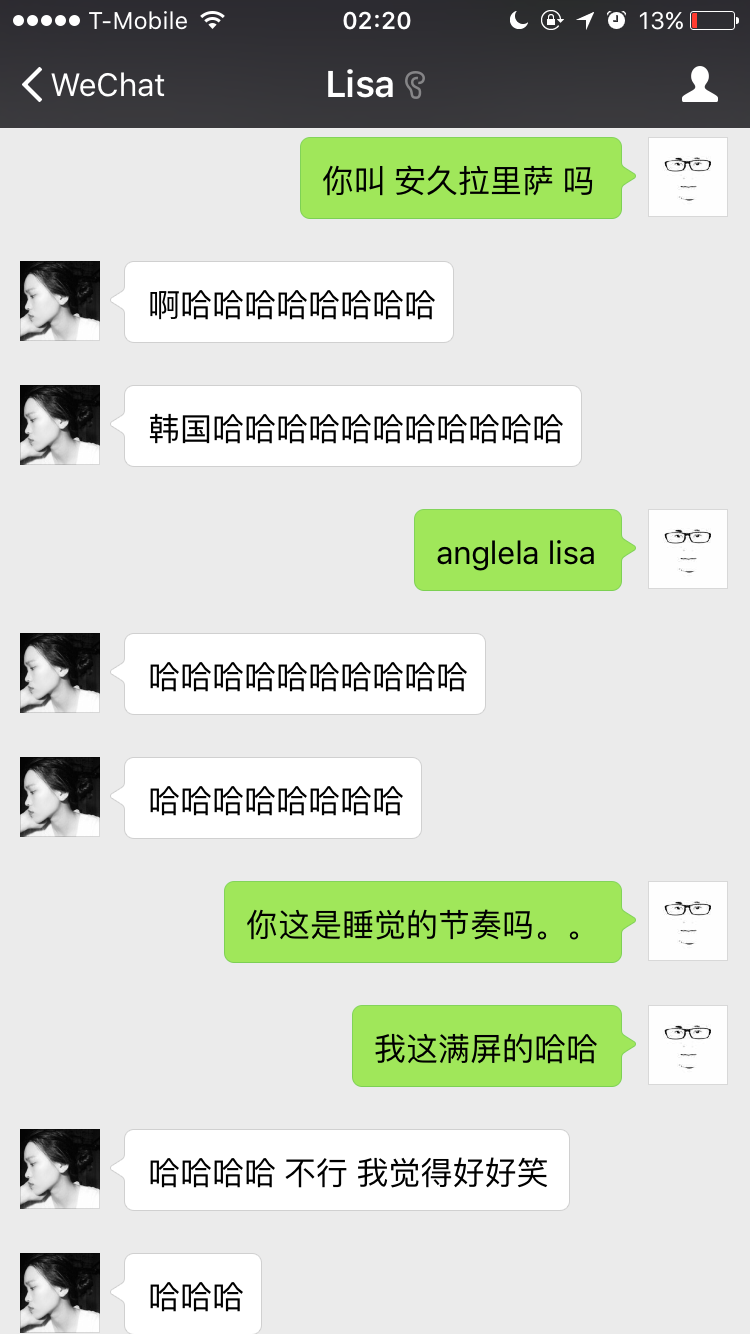 T-Mobile 02:20 13%
WeChat Lisa
你叫 安久拉里萨 吗
啊哈哈哈哈哈哈哈哈
韩国哈哈哈哈哈哈哈哈哈哈哈
anglela lisa
哈哈哈哈哈哈哈哈哈哈
哈哈哈哈哈哈哈哈
你这是睡觉的节奏吗。。
我这满屏的哈哈
哈哈哈哈 不行 我觉得好好笑
哈哈哈